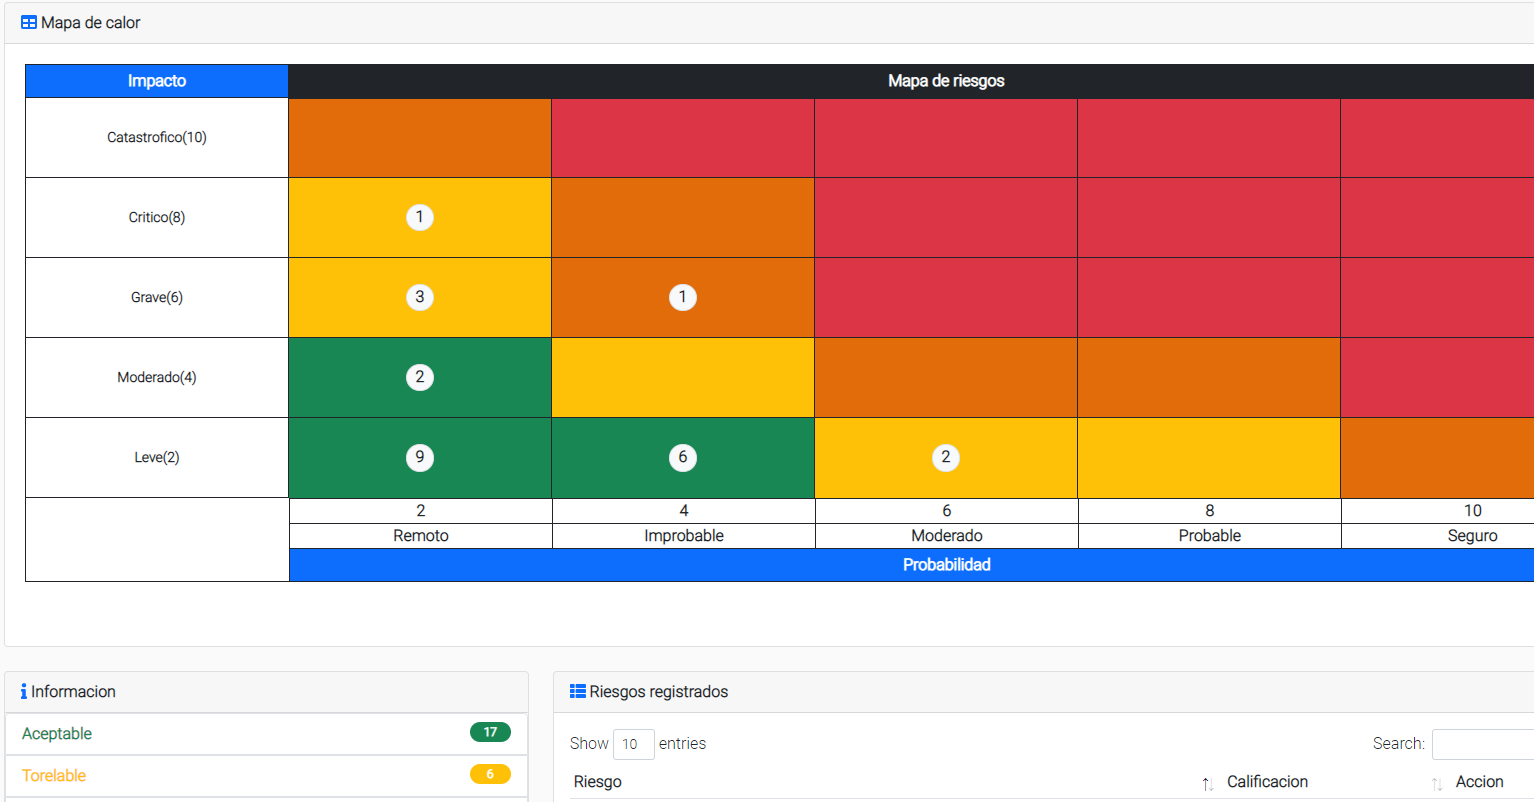 Mapa de calor
Impacto Mapa de riesgos
Catastrofico(10)
Critico(8) 1
Grave(6) 3 1
Moderado(4) 2
Leve(2) 9 6 2
2 4 6 8 10
Remoto Improbable Moderado Probable Seguro
Probabilidad
Informacion
Aceptable 17
Torelable 6
Riesgos registrados
Show 10 entries Search:
Riesgo Calificacion Accion